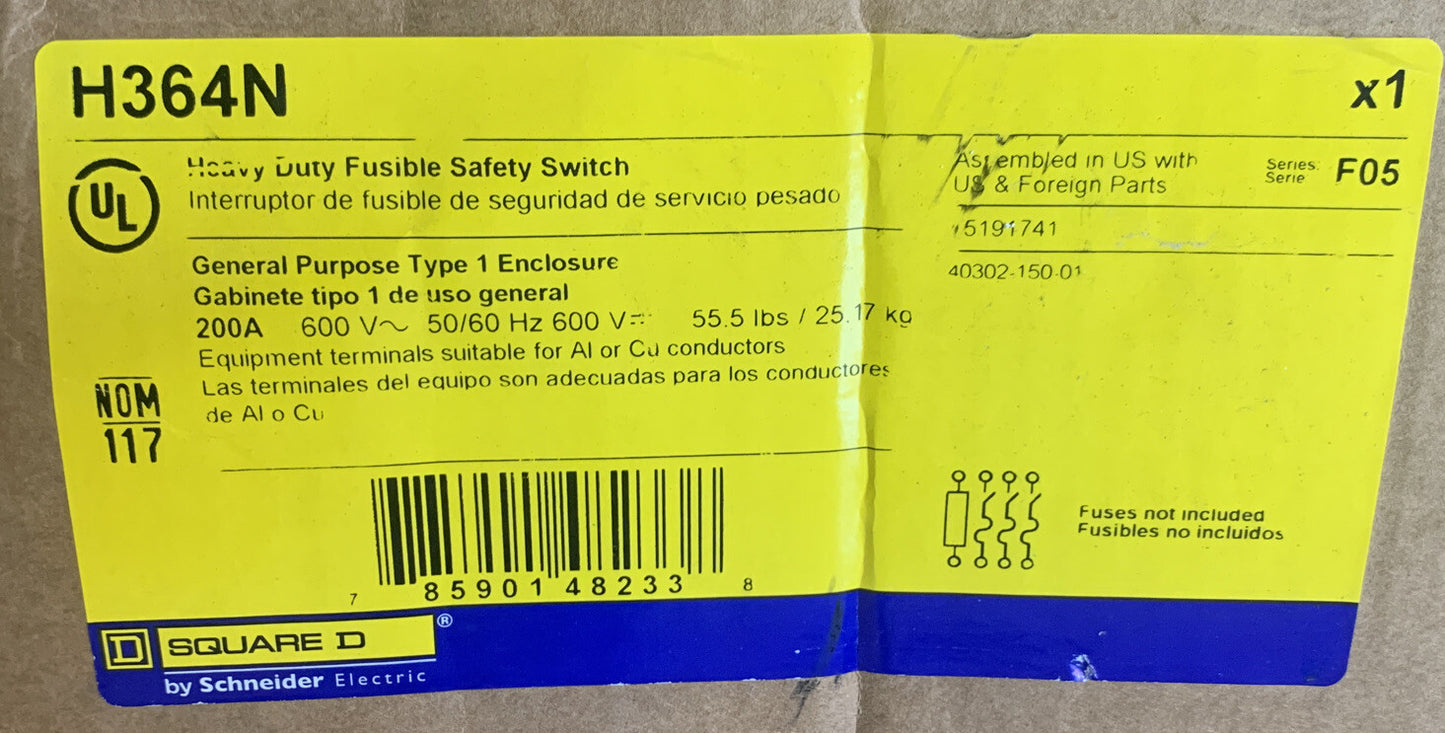 H364N
x1
UL
Heavy Duty Fusible Safety Switch
Interruptor de fusible de seguridad de servicio pesado
Assembled in US with
US & Foreign Parts
Series:
Serie
F05
15191741
40302-150-01
General Purpose Type 1 Enclosure
Gabinete tipo 1 de uso general
200A 600 V~ 50/60 Hz 600 V⎓ 55.5 lbs / 25.17 kg
Equipment terminals suitable for Al or Cu conductors
Las terminales del equipo son adecuadas para los conductores
de Al o Cu
NOM
117
7 85901 48233 8
Fuses not included
Fusibles no incluidos
D SQUARE D ®
by Schneider Electric